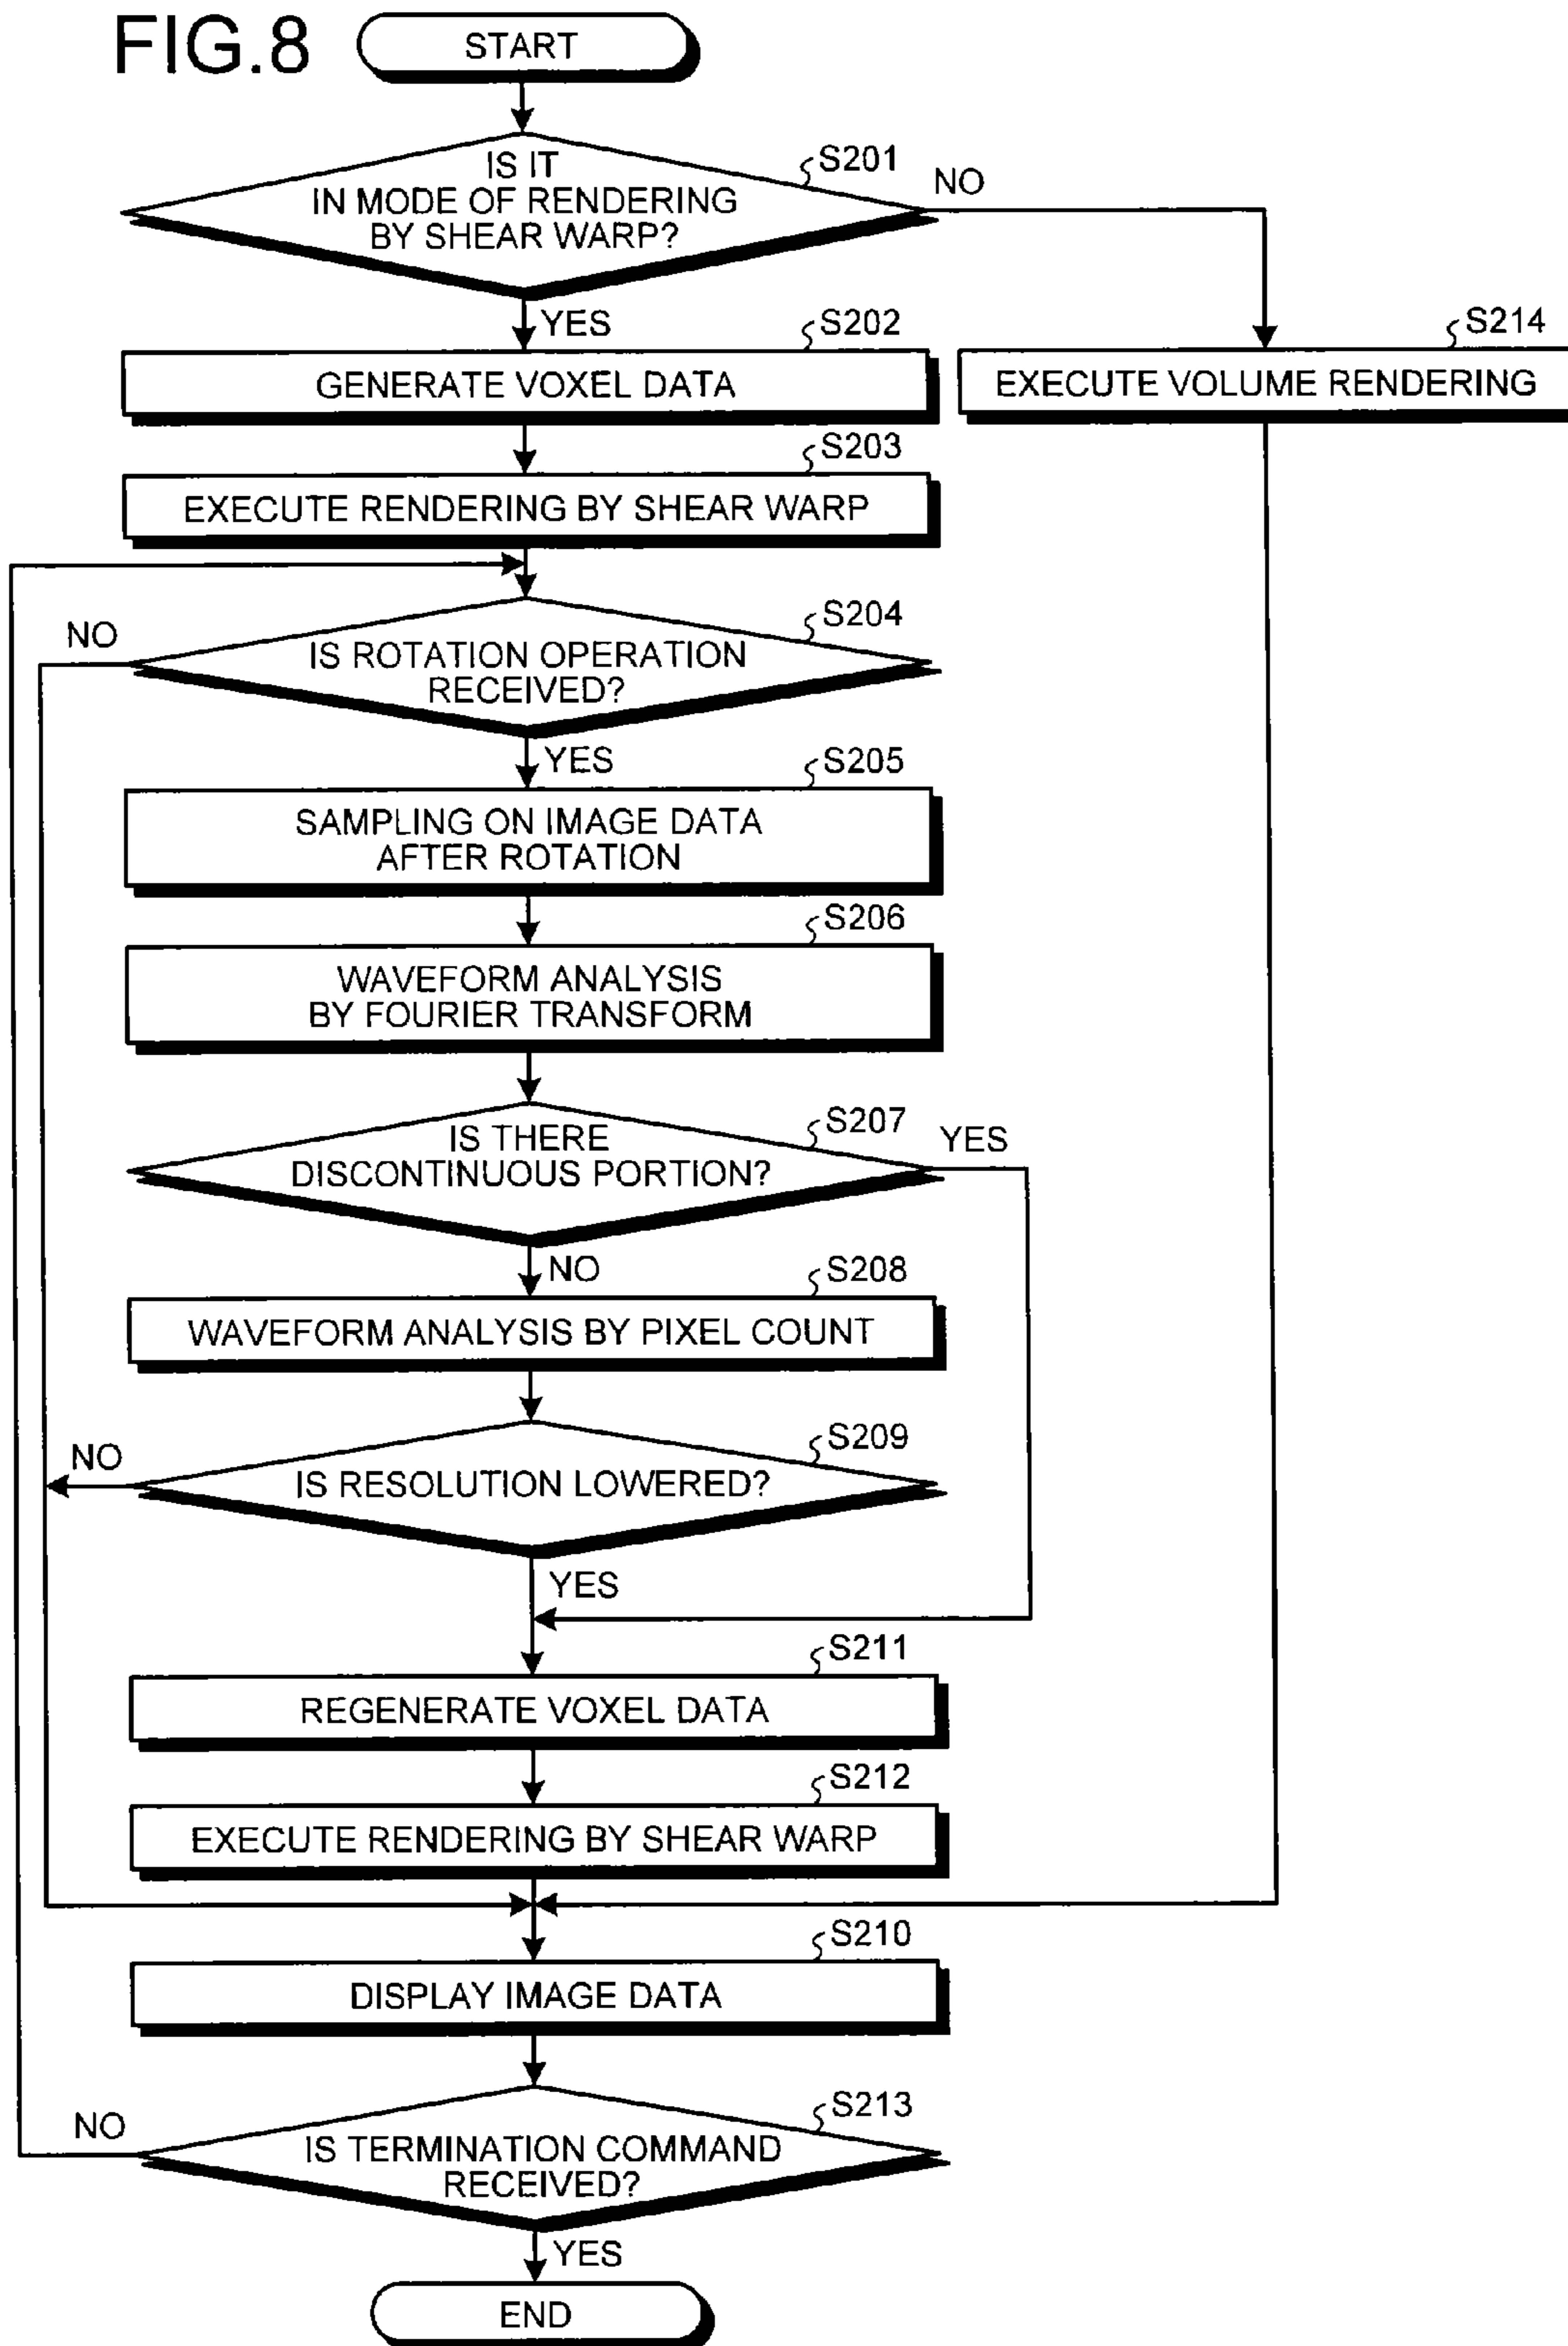 FIG.8
START
IS IT
IN MODE OF RENDERING
BY SHEAR WARP?
S201
NO
YES
S202
GENERATE VOXEL DATA
S214
EXECUTE VOLUME RENDERING
S203
EXECUTE RENDERING BY SHEAR WARP
S204
NO
IS ROTATION OPERATION
RECEIVED?
YES
S205
SAMPLING ON IMAGE DATA
AFTER ROTATION
S206
WAVEFORM ANALYSIS
BY FOURIER TRANSFORM
S207
IS THERE
DISCONTINUOUS PORTION?
YES
NO
S208
WAVEFORM ANALYSIS BY PIXEL COUNT
S209
NO
IS RESOLUTION LOWERED?
YES
S211
REGENERATE VOXEL DATA
S212
EXECUTE RENDERING BY SHEAR WARP
S210
DISPLAY IMAGE DATA
S213
NO
IS TERMINATION COMMAND
RECEIVED?
YES
END